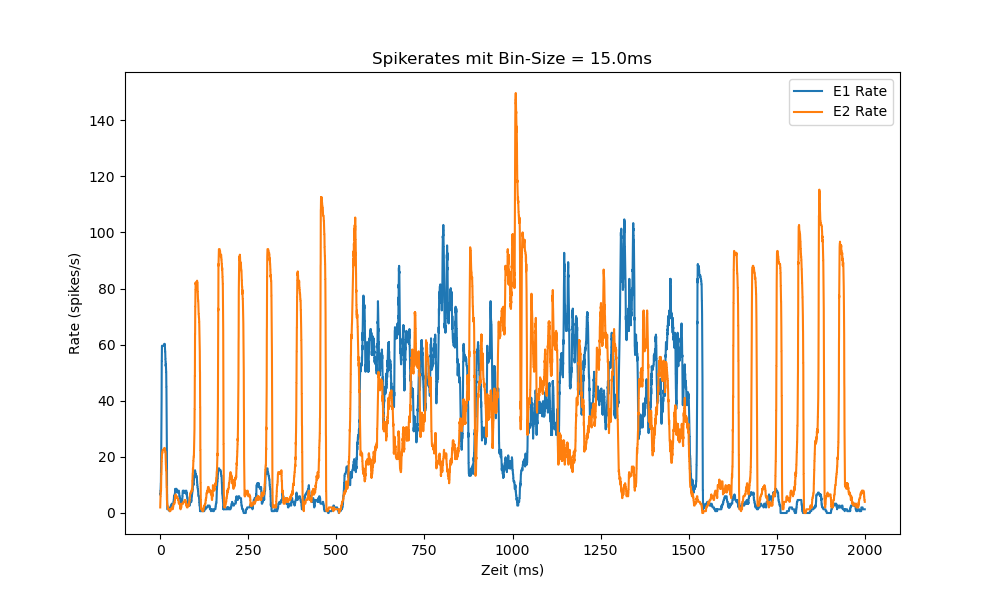 Spikerates mit Bin-Size = 15.0ms
E1 Rate
E2 Rate
Rate (spikes/s)
140
120
100
80
60
40
20
0
0 250 500 750 1000 1250 1500 1750 2000
Zeit (ms)